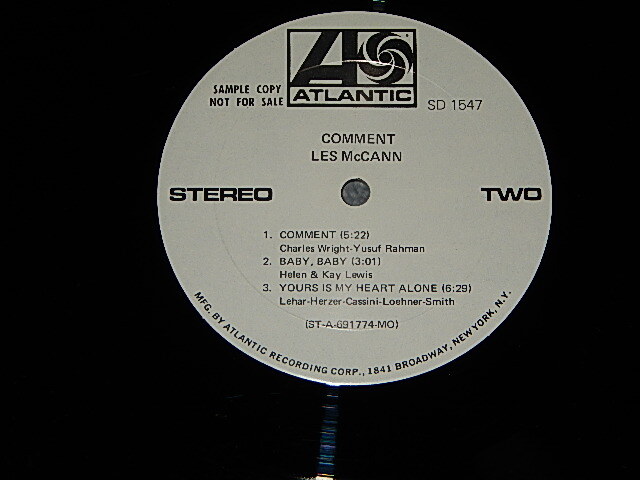 SAMPLE COPY
NOT FOR SALE
ATLANTIC
SD 1547
COMMENT
LES McCANN
STEREO
TWO
1. COMMENT (5:22)
Charles Wright-Yusuf Rahman
2. BABY, BABY (3:01)
Helen & Kay Lewis
3. YOURS IS MY HEART ALONE (6:29)
Lehar-Herzer-Cassini-Loehner-Smith
(ST-A-691774-MO)
MFG. BY ATLANTIC RECORDING CORP., 1841 BROADWAY, NEW YORK, N.Y.